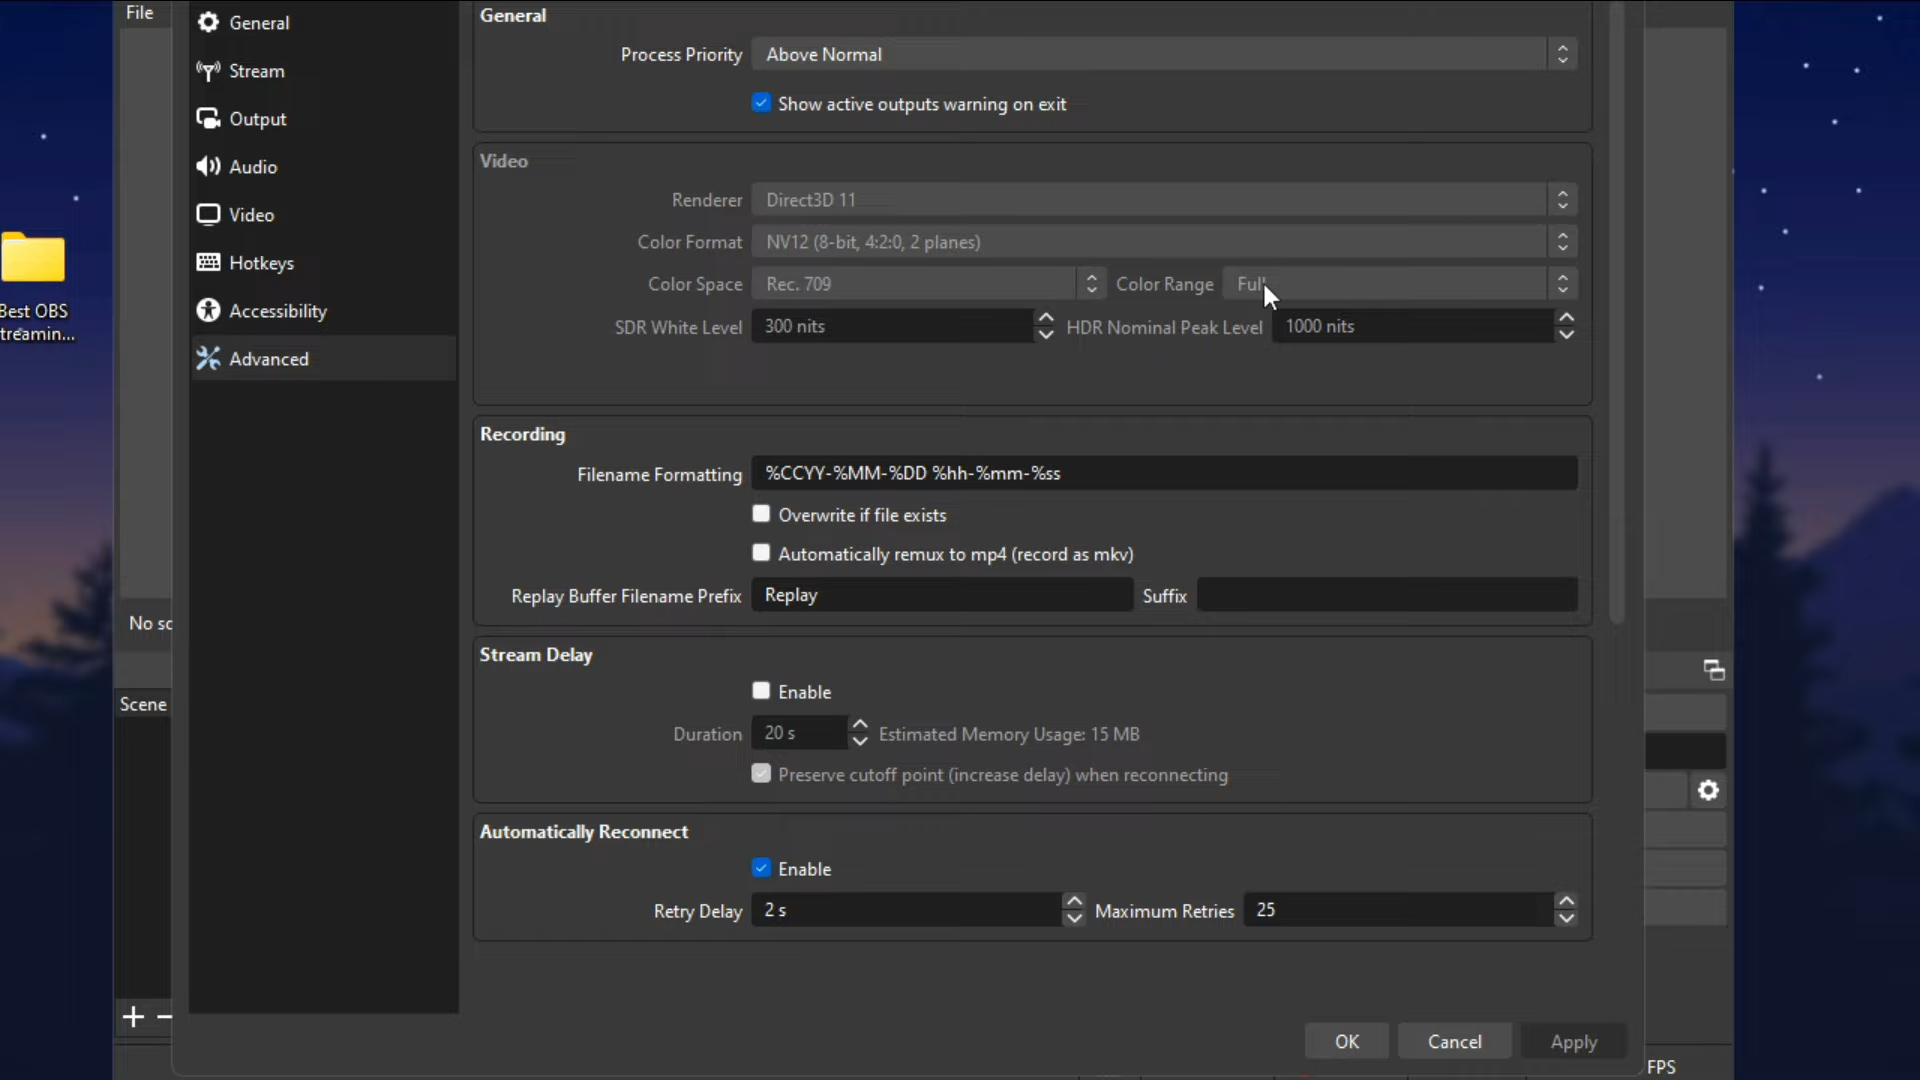 File
General
Stream
Output
Audio
Video
Hotkeys
Accessibility
Advanced
Best OBS
treamin...
No sc
Scene
General
Process Priority Above Normal
Show active outputs warning on exit
Video
Renderer Direct3D 11
Color Format NV12 (8-bit, 4:2:0, 2 planes)
Color Space Rec. 709 Color Range Full
SDR White Level 300 nits HDR Nominal Peak Level 1000 nits
Recording
Filename Formatting %CCYY-%MM-%DD %hh-%mm-%ss
Overwrite if file exists
Automatically remux to mp4 (record as mkv)
Replay Buffer Filename Prefix Replay Suffix
Stream Delay
Enable
Duration 20 s Estimated Memory Usage: 15 MB
Preserve cutoff point (increase delay) when reconnecting
Automatically Reconnect
Enable
Retry Delay 2 s Maximum Retries 25
OK Cancel Apply
FPS